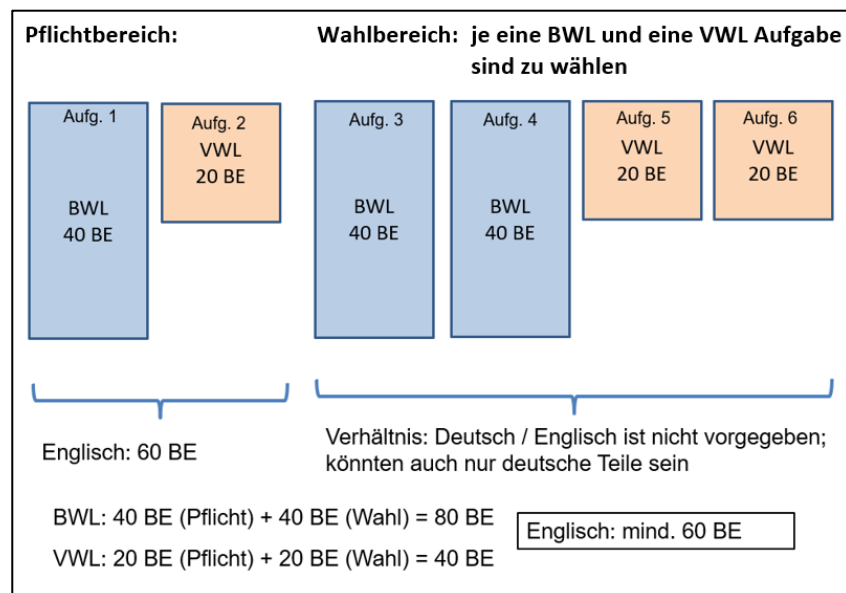 Pflichtbereich:
Wahlbereich: je eine BWL und eine VWL Aufgabe
sind zu wählen
Aufg. 1
BWL
40 BE
Aufg. 2
VWL
20 BE
Aufg. 3
BWL
40 BE
Aufg. 4
BWL
40 BE
Aufg. 5
VWL
20 BE
Aufg. 6
VWL
20 BE
Englisch: 60 BE
Verhältnis: Deutsch / Englisch ist nicht vorgegeben;
könnten auch nur deutsche Teile sein
BWL: 40 BE (Pflicht) + 40 BE (Wahl) = 80 BE
VWL: 20 BE (Pflicht) + 20 BE (Wahl) = 40 BE
Englisch: mind. 60 BE